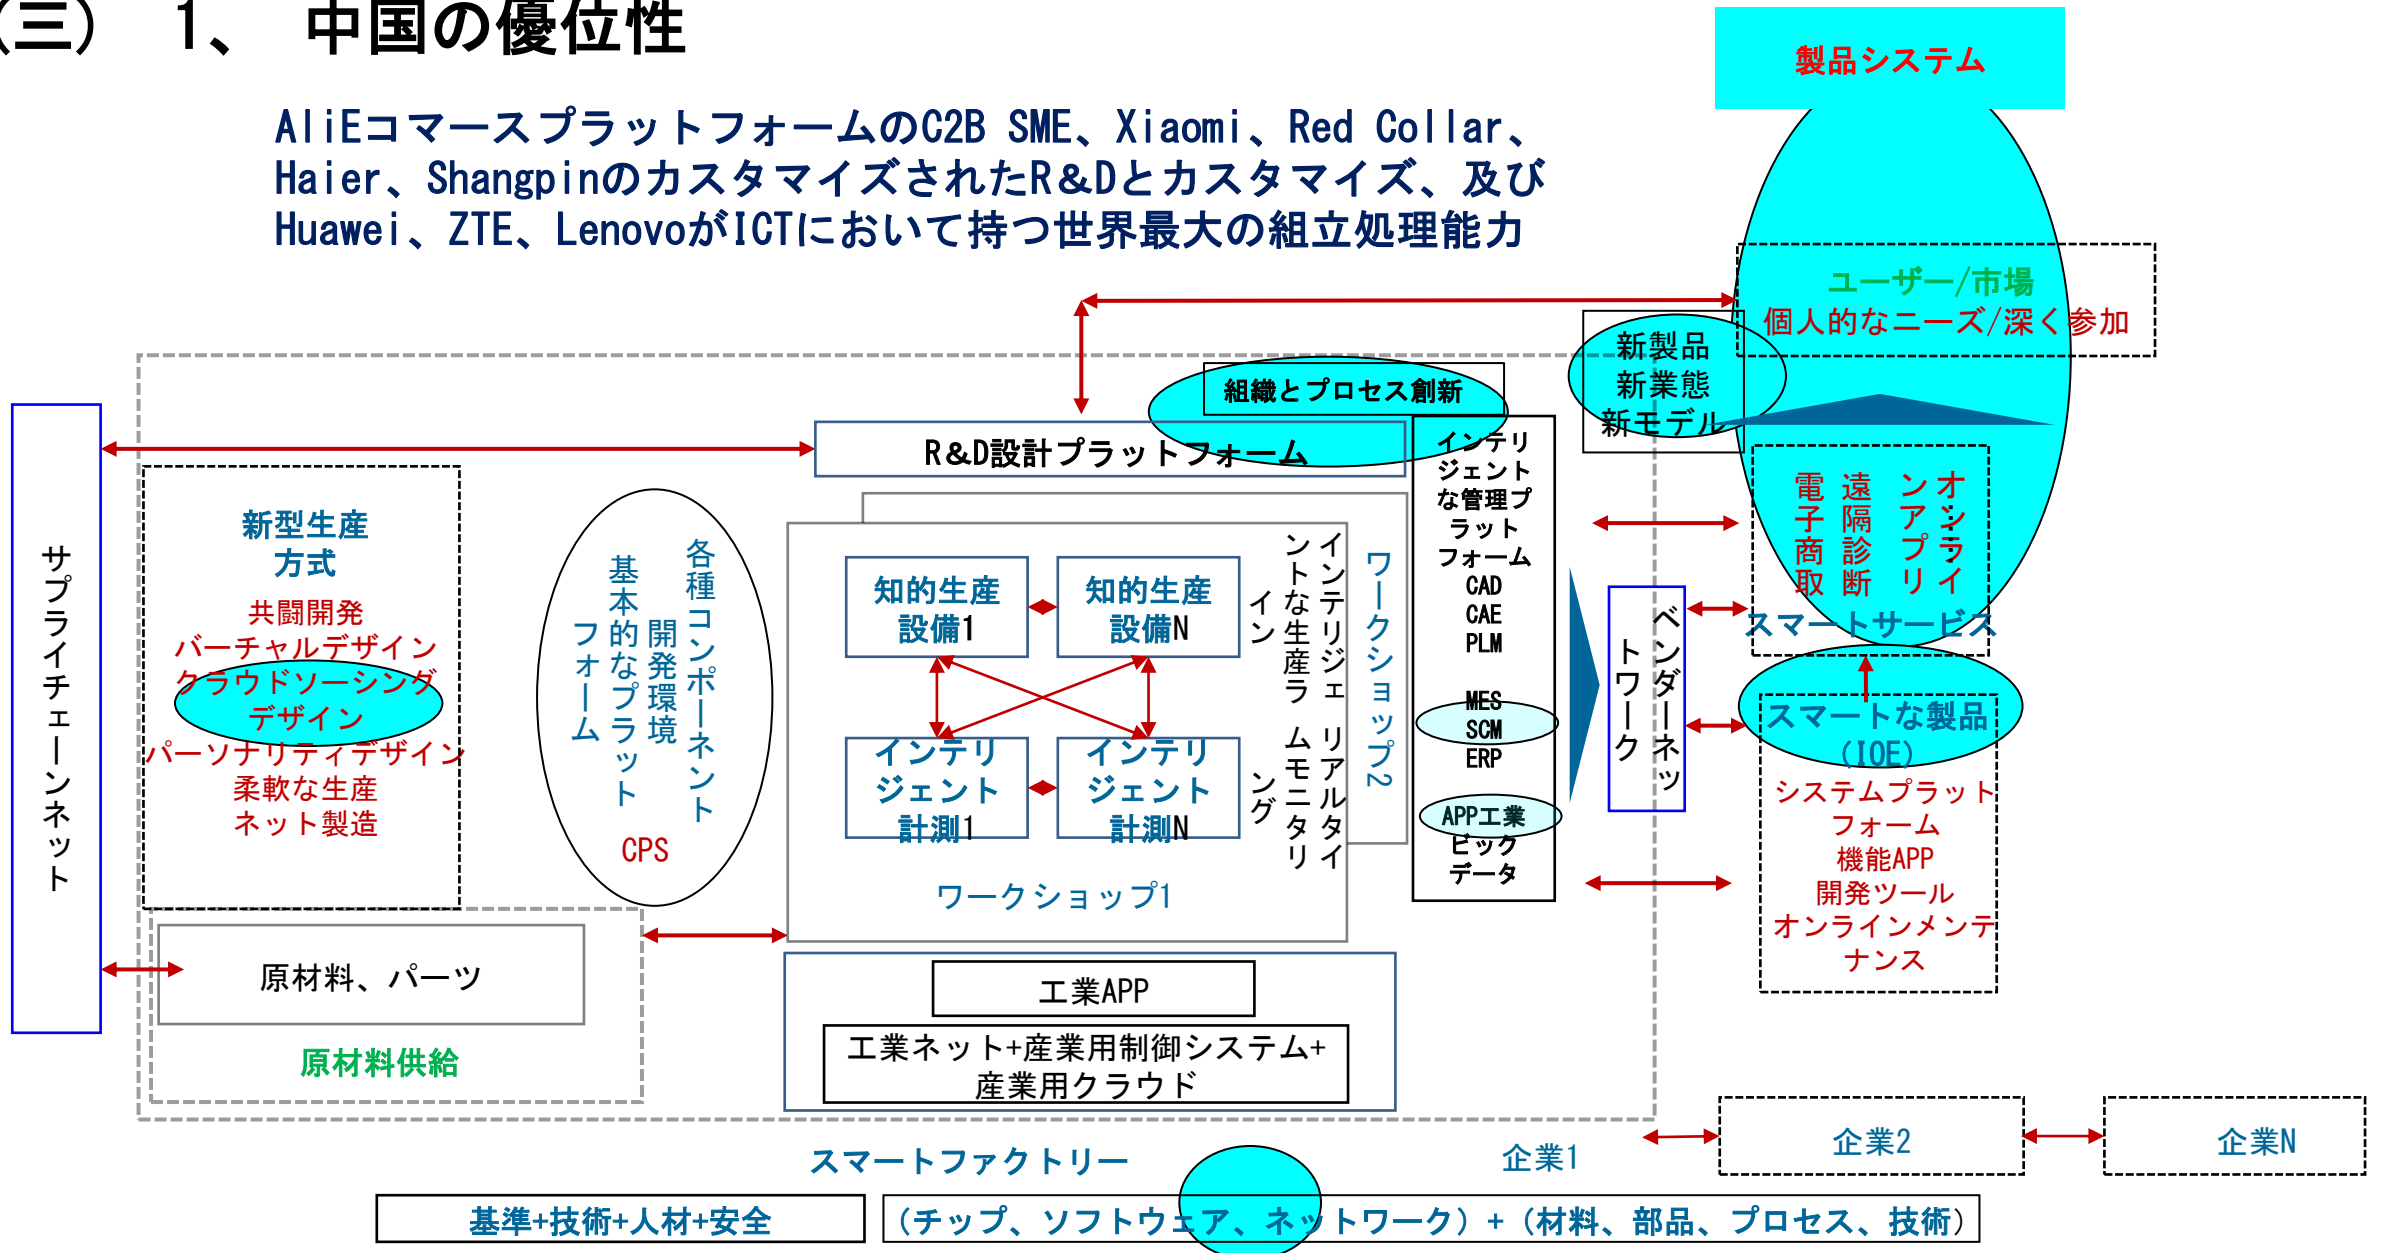 (三) 1、 中国の優位性
製品システム
AliEコマースプラットフォームのC2B SME、Xiaomi、Red Collar、
Haier、ShangpinのカスタマイズされたR&Dとカスタマイズ、及び
Huawei、ZTE、LenovoがICTにおいて持つ世界最大の組立処理能力
ユーザー/市場
個人的なニーズ/深く参加
新製品
新業態
新モデル
組織とプロセス創新
R&D設計プラットフォーム
サプライチェーンネット
新型生産
方式
共闘開発
バーチャルデザイン
クラウドソーシング
デザイン
パーソナリティデザイン
柔軟な生産
ネット製造
各種コンポーネント
開発環境
基本的なプラット
フォーム
CPS
知的生産
設備1
知的生産
設備N
インテリ
ジェント
計測1
インテリ
ジェント
計測N
インテリジェ
ントな生産ラ
イン
リアルタイ
ムモニタリ
ング
ワークショップ1
ワークショップ2
インテリ
ジェント
な管理プ
ラット
フォーム
CAD
CAE
PLM
MES
SCM
ERP
APP工業
ビック
データ
ベンダーネッ
トワーク
オンライ
ンアプリ
遠隔診断
電子商取
スマートサービス
スマートな製品
(IOE)
システムプラット
フォーム
機能APP
開発ツール
オンラインメンテ
ナンス
原材料、パーツ
原材料供給
工業APP
工業ネット+産業用制御システム+
産業用クラウド
スマートファクトリー
企業1
企業2
企業N
基準+技術+人材+安全
(チップ、ソフトウェア、ネットワーク) + (材料、部品、プロセス、技術)